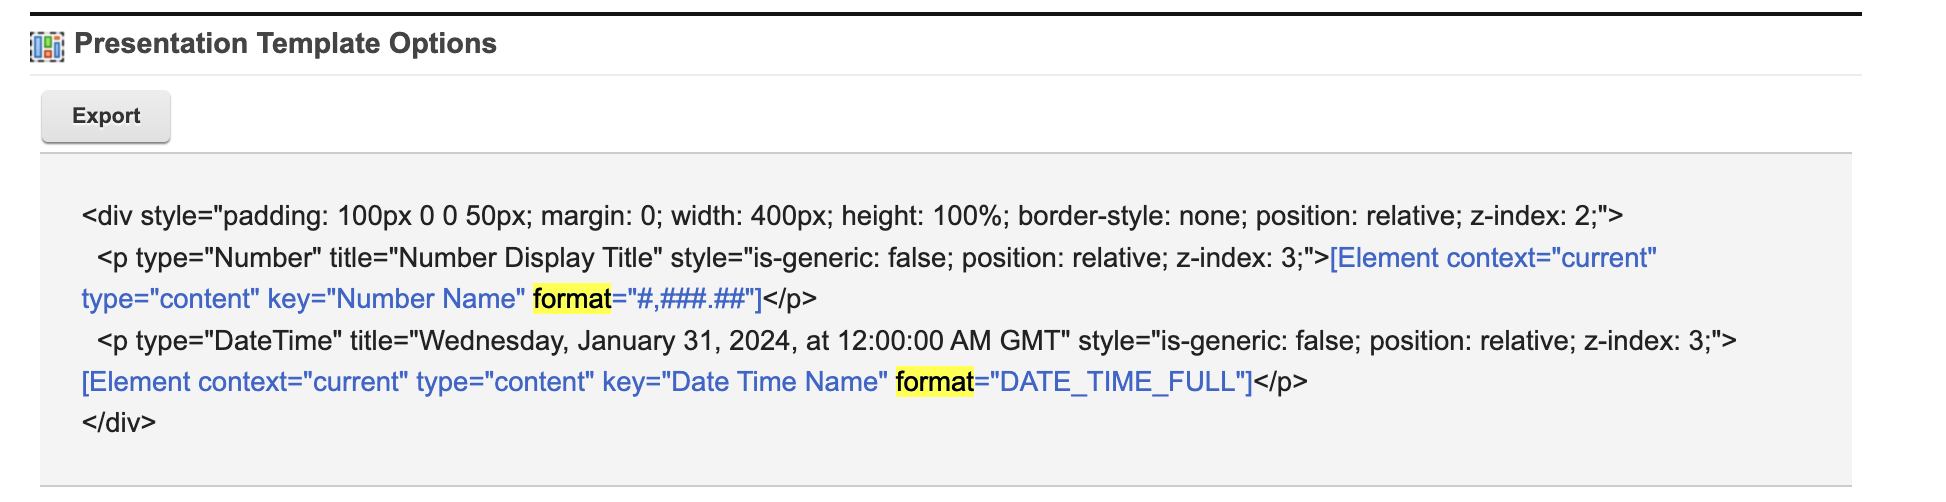 Presentation Template Options
Export
<div style="padding: 100px 0 0 50px; margin: 0; width: 400px; height: 100%; border-style: none; position: relative; z-index: 2;">
<p type="Number" title="Number Display Title" style="is-generic: false; position: relative; z-index: 3;">[Element context="current"
type="content" key="Number Name" format="#,###.##"]</p>
<p type="DateTime" title="Wednesday, January 31, 2024, at 12:00:00 AM GMT" style="is-generic: false; position: relative; z-index: 3;">
[Element context="current" type="content" key="Date Time Name" format="DATE_TIME_FULL"]</p>
</div>